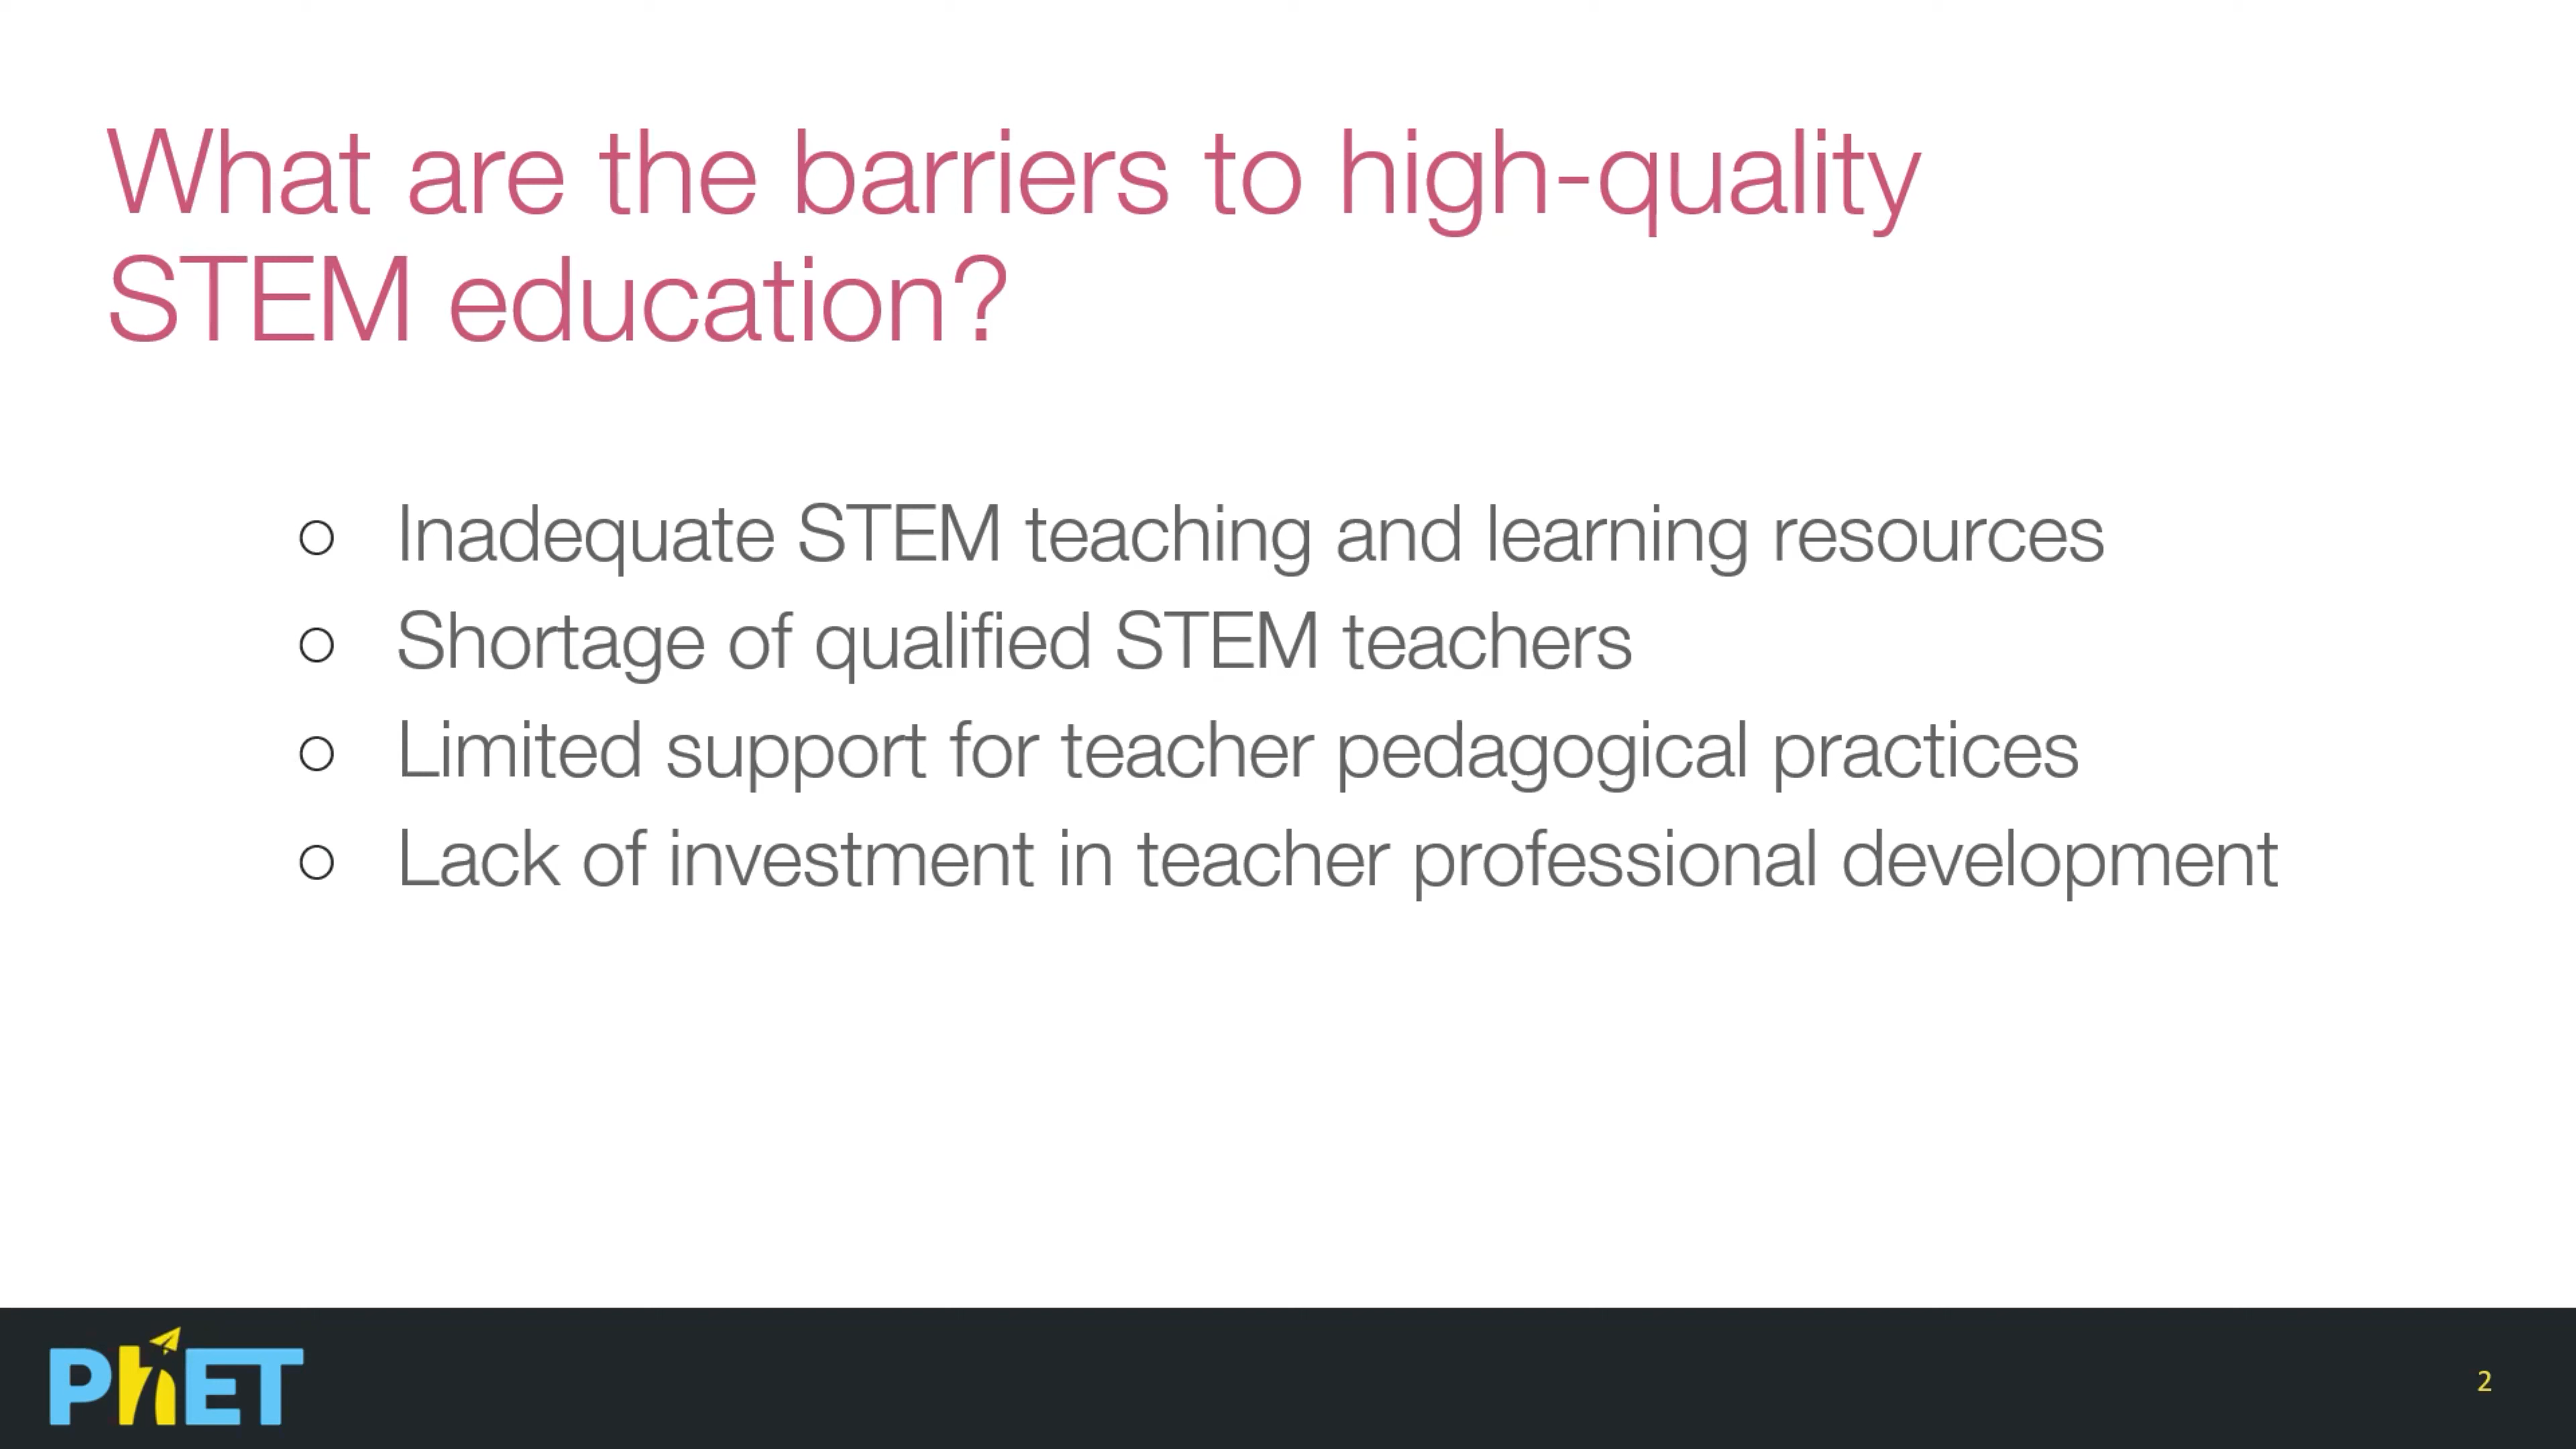 What are the barriers to high-quality
STEM education?
○ Inadequate STEM teaching and learning resources
○ Shortage of qualified STEM teachers
○ Limited support for teacher pedagogical practices
○ Lack of investment in teacher professional development
PhET
2